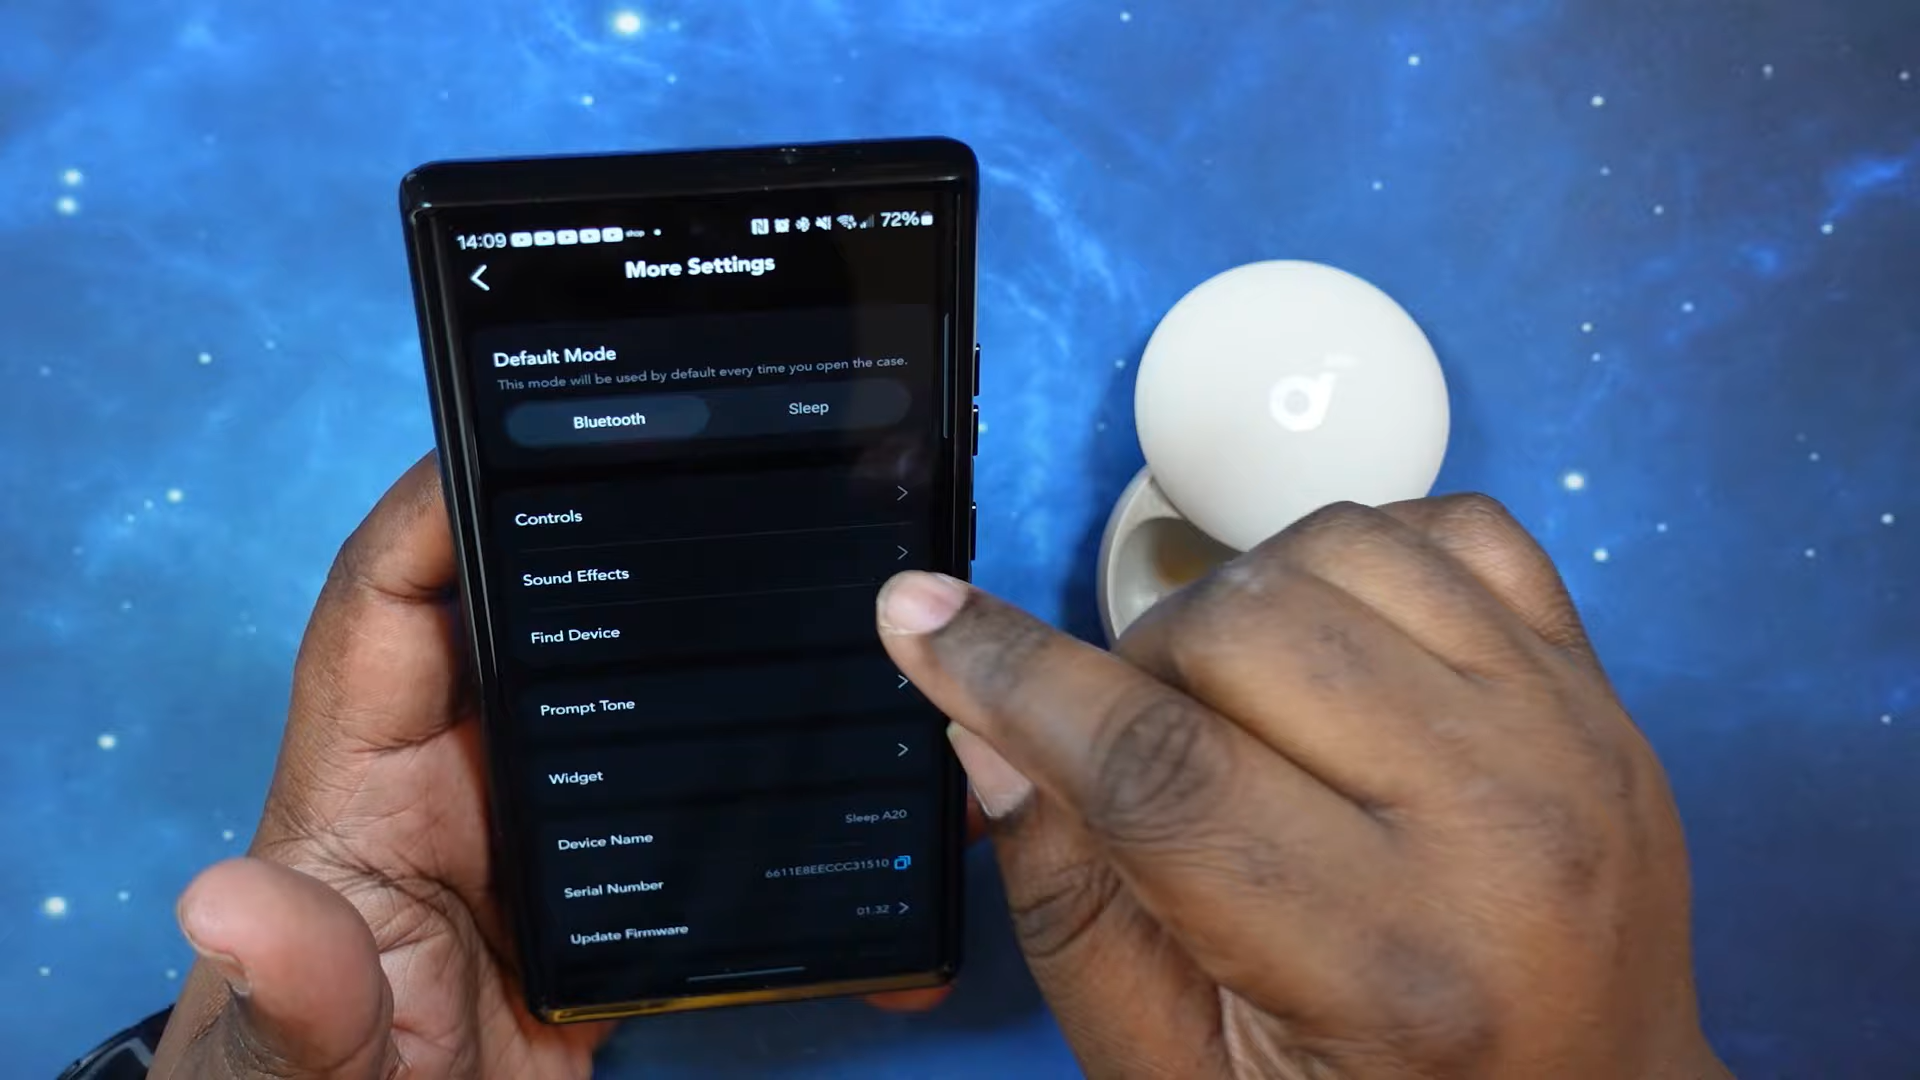 14:09 shop 72%
More Settings
Default Mode
This mode will be used by default every time you open the case.
Bluetooth Sleep
Controls
Sound Effects
Find Device
Prompt Tone
Widget
Device Name Sleep A20
Serial Number 6611E8EECCC31510
Update Firmware 01.32